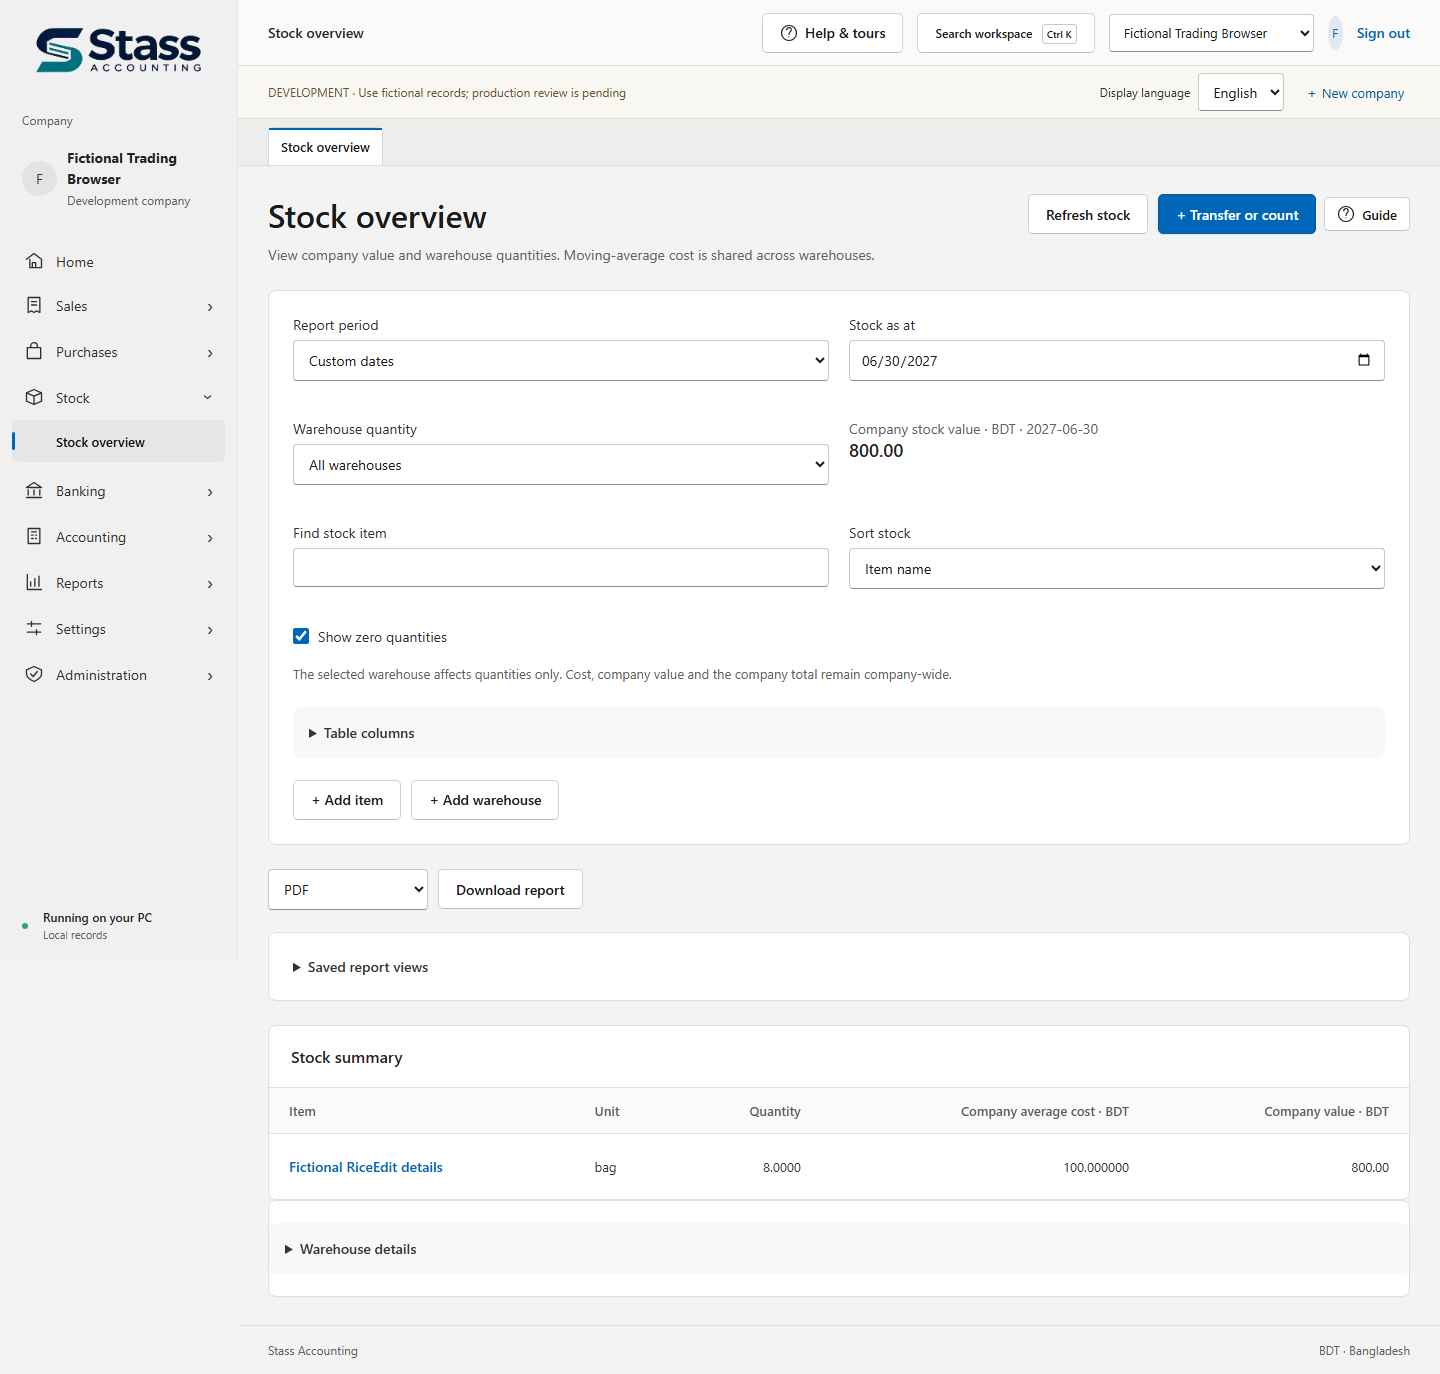 Stass
ACCOUNTING
Company
F
Fictional Trading
Browser
Development company
Home
Sales
Purchases
Stock
Stock overview
Banking
Accounting
Reports
Settings
Administration
Running on your PC
Local records
Stock overview
Help & tours
Search workspace Ctrl K
Fictional Trading Browser
F
Sign out
DEVELOPMENT · Use fictional records; production review is pending
Display language
English
+ New company
Stock overview
Stock overview
Refresh stock
+ Transfer or count
Guide
View company value and warehouse quantities. Moving-average cost is shared across warehouses.
Report period
Custom dates
Stock as at
06/30/2027
Warehouse quantity
All warehouses
Company stock value · BDT · 2027-06-30
800.00
Find stock item
Sort stock
Item name
Show zero quantities
The selected warehouse affects quantities only. Cost, company value and the company total remain company-wide.
Table columns
+ Add item
+ Add warehouse
PDF
Download report
Saved report views
Stock summary
Item Unit Quantity Company average cost · BDT Company value · BDT
Fictional RiceEdit details bag 8.0000 100.000000 800.00
Warehouse details
Stass Accounting
BDT · Bangladesh